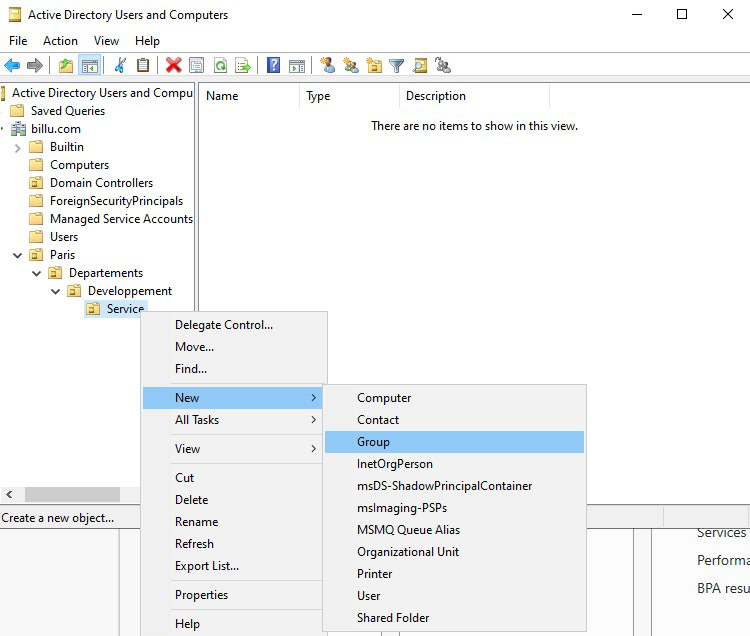 Active Directory Users and Computers
File Action View Help
Active Directory Users and Compu
Saved Queries
billu.com
Builtin
Computers
Domain Controllers
ForeignSecurityPrincipals
Managed Service Accounts
Users
Paris
Departements
Developpement
Service
Name Type Description
There are no items to show in this view.
Delegate Control...
Move...
Find...
New
All Tasks
View
Cut
Delete
Rename
Refresh
Export List...
Properties
Help
Computer
Contact
Group
InetOrgPerson
msDS-ShadowPrincipalContainer
msImaging-PSPs
MSMQ Queue Alias
Organizational Unit
Printer
User
Shared Folder
Create a new object...
Services
Performa
BPA resu